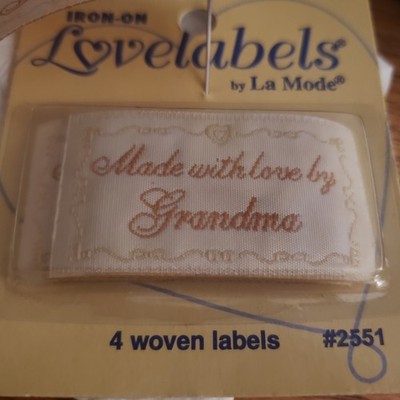 IRON-ON
Lovelabels®
by La Mode®
Made with love by
Grandma
4 woven labels #2551